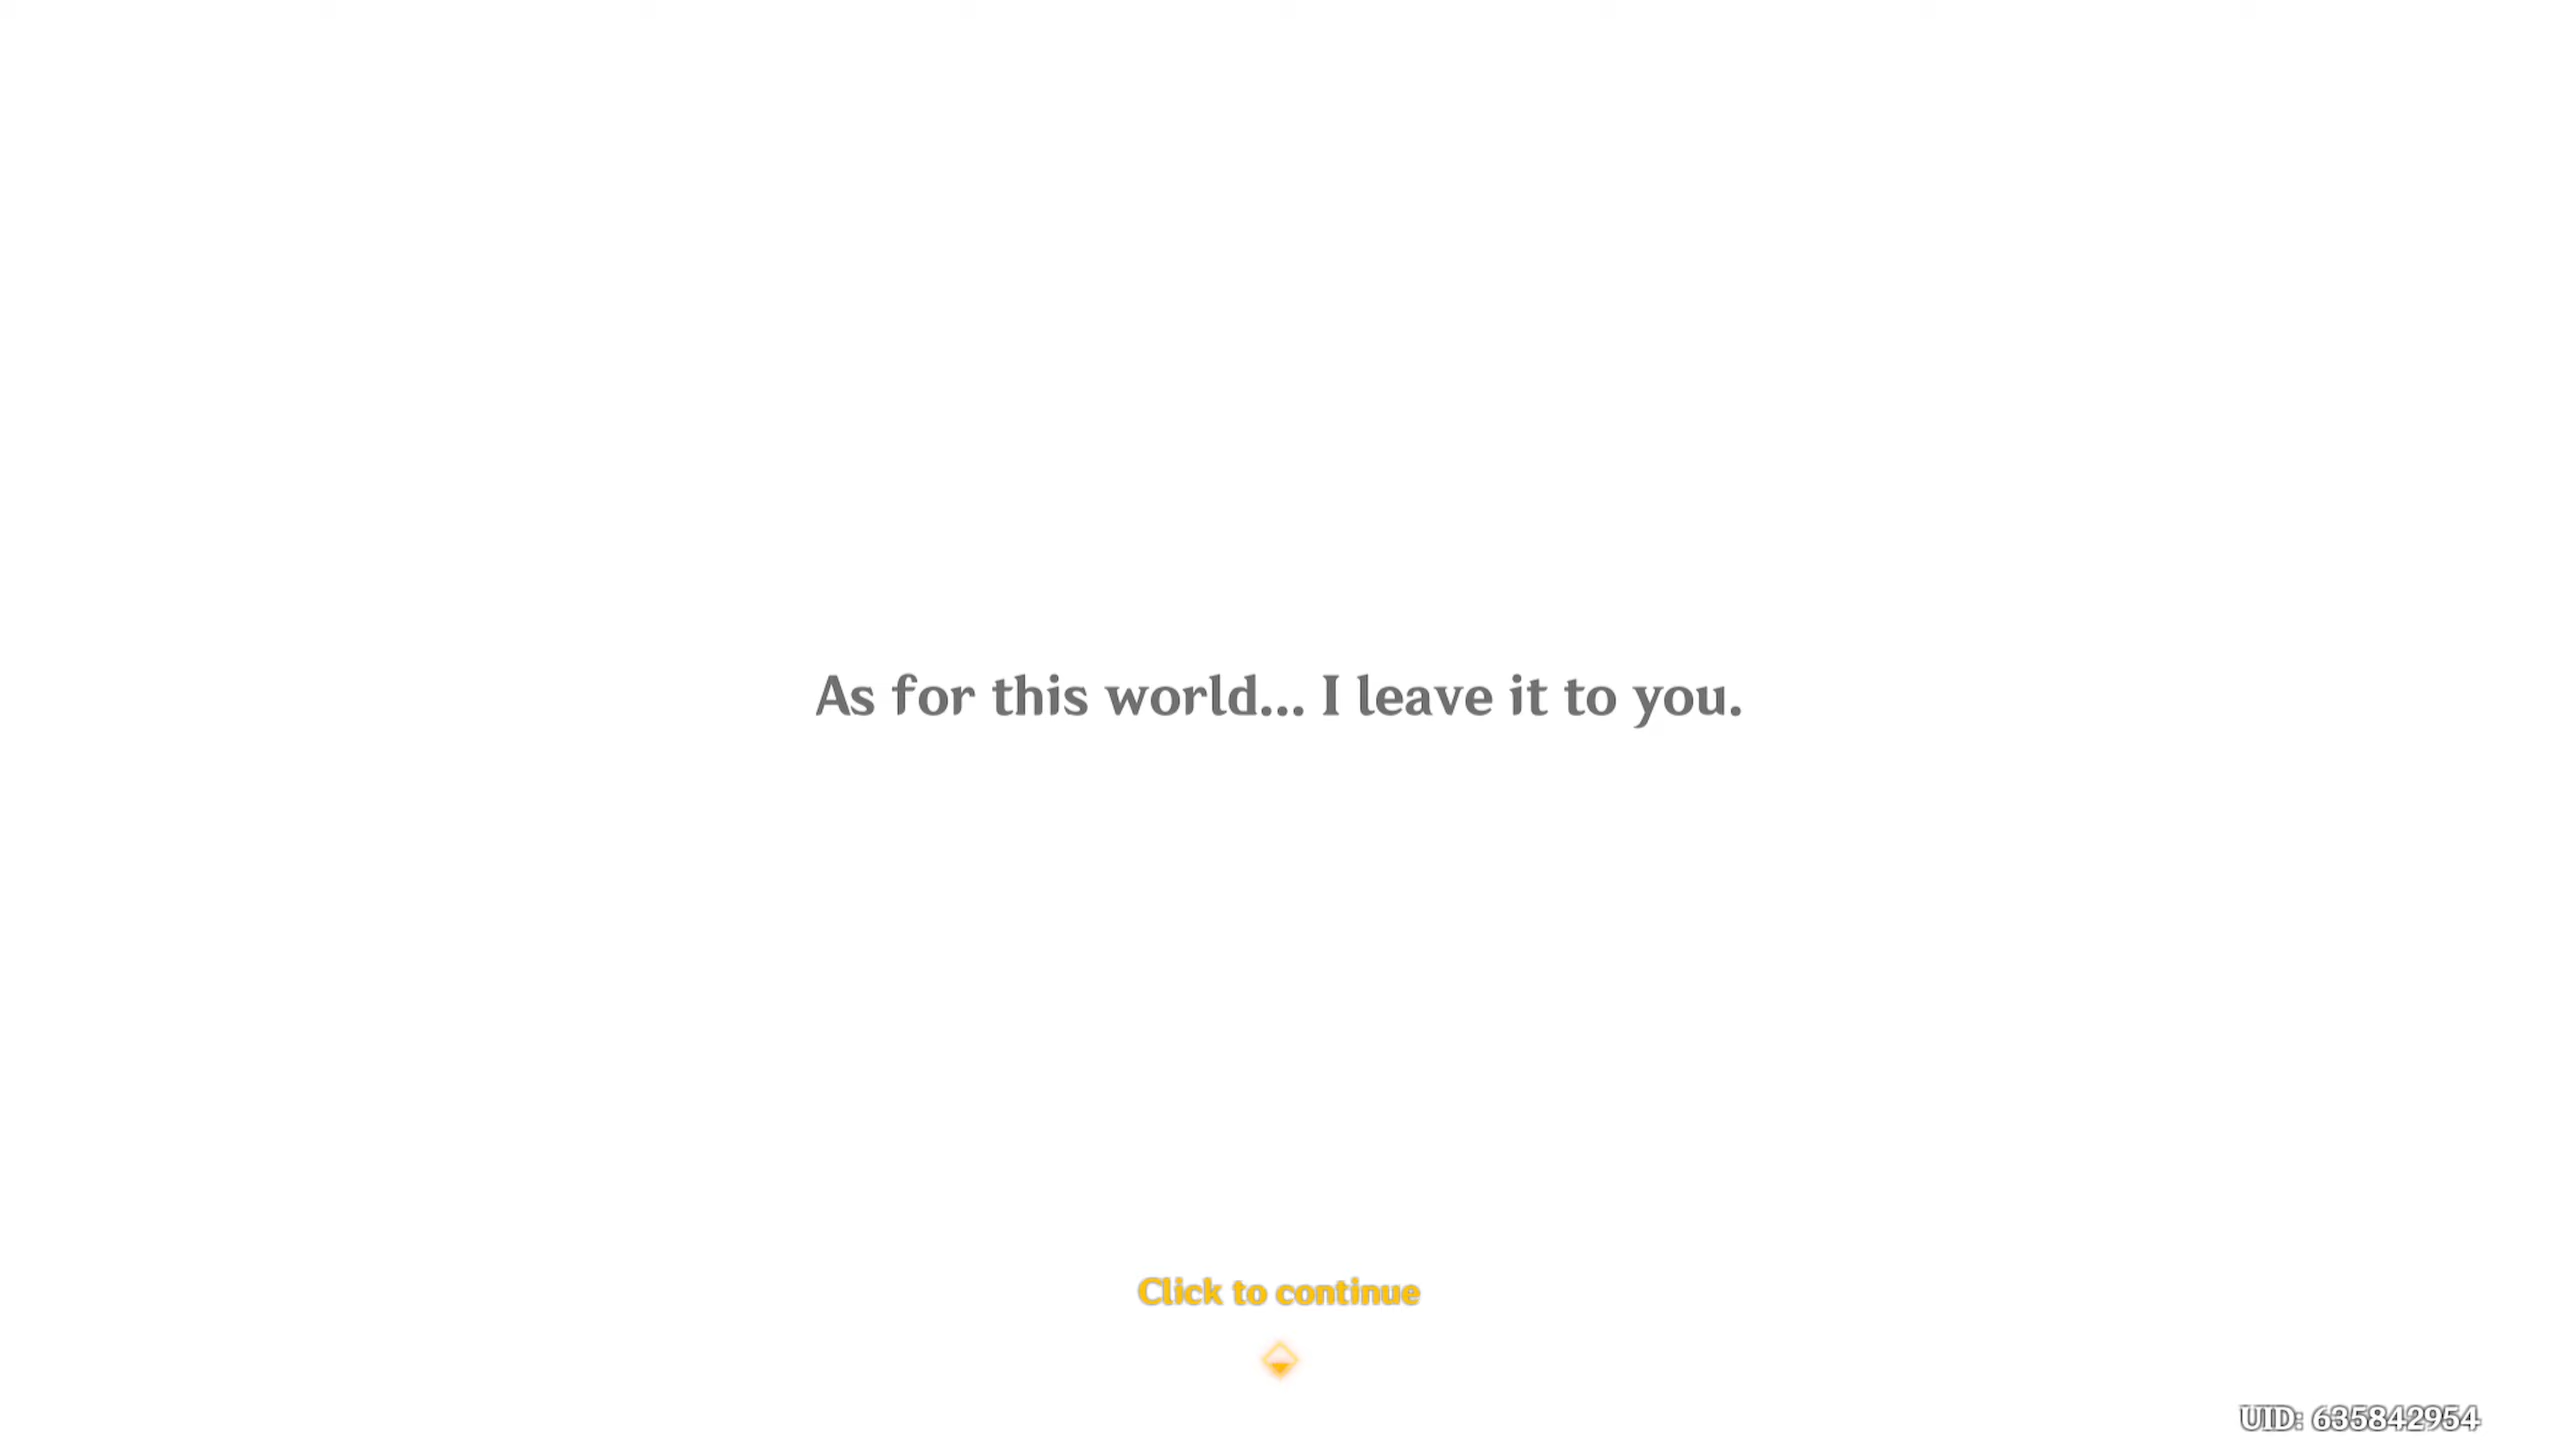 As for this world... I leave it to you.
Click to continue
UID: 635842954